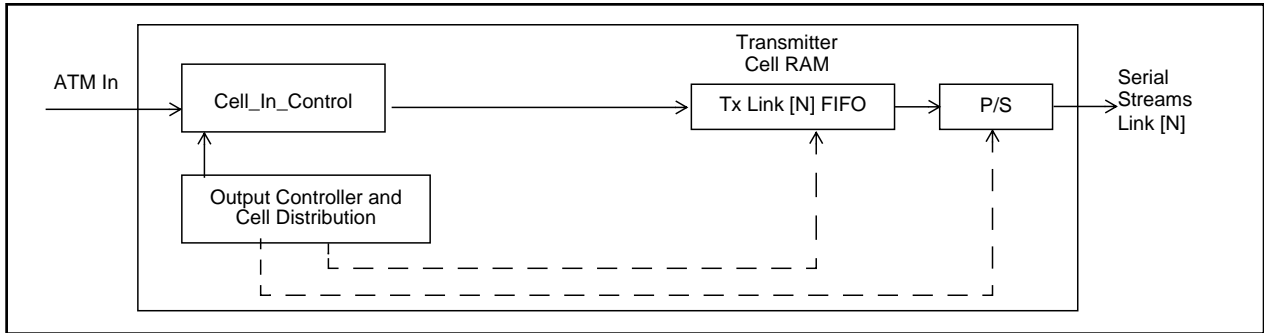 Transmitter
Cell RAM
ATM In
Cell_In_Control
Tx Link [N] FIFO
P/S
Serial
Streams
Link [N]
Output Controller and
Cell Distribution